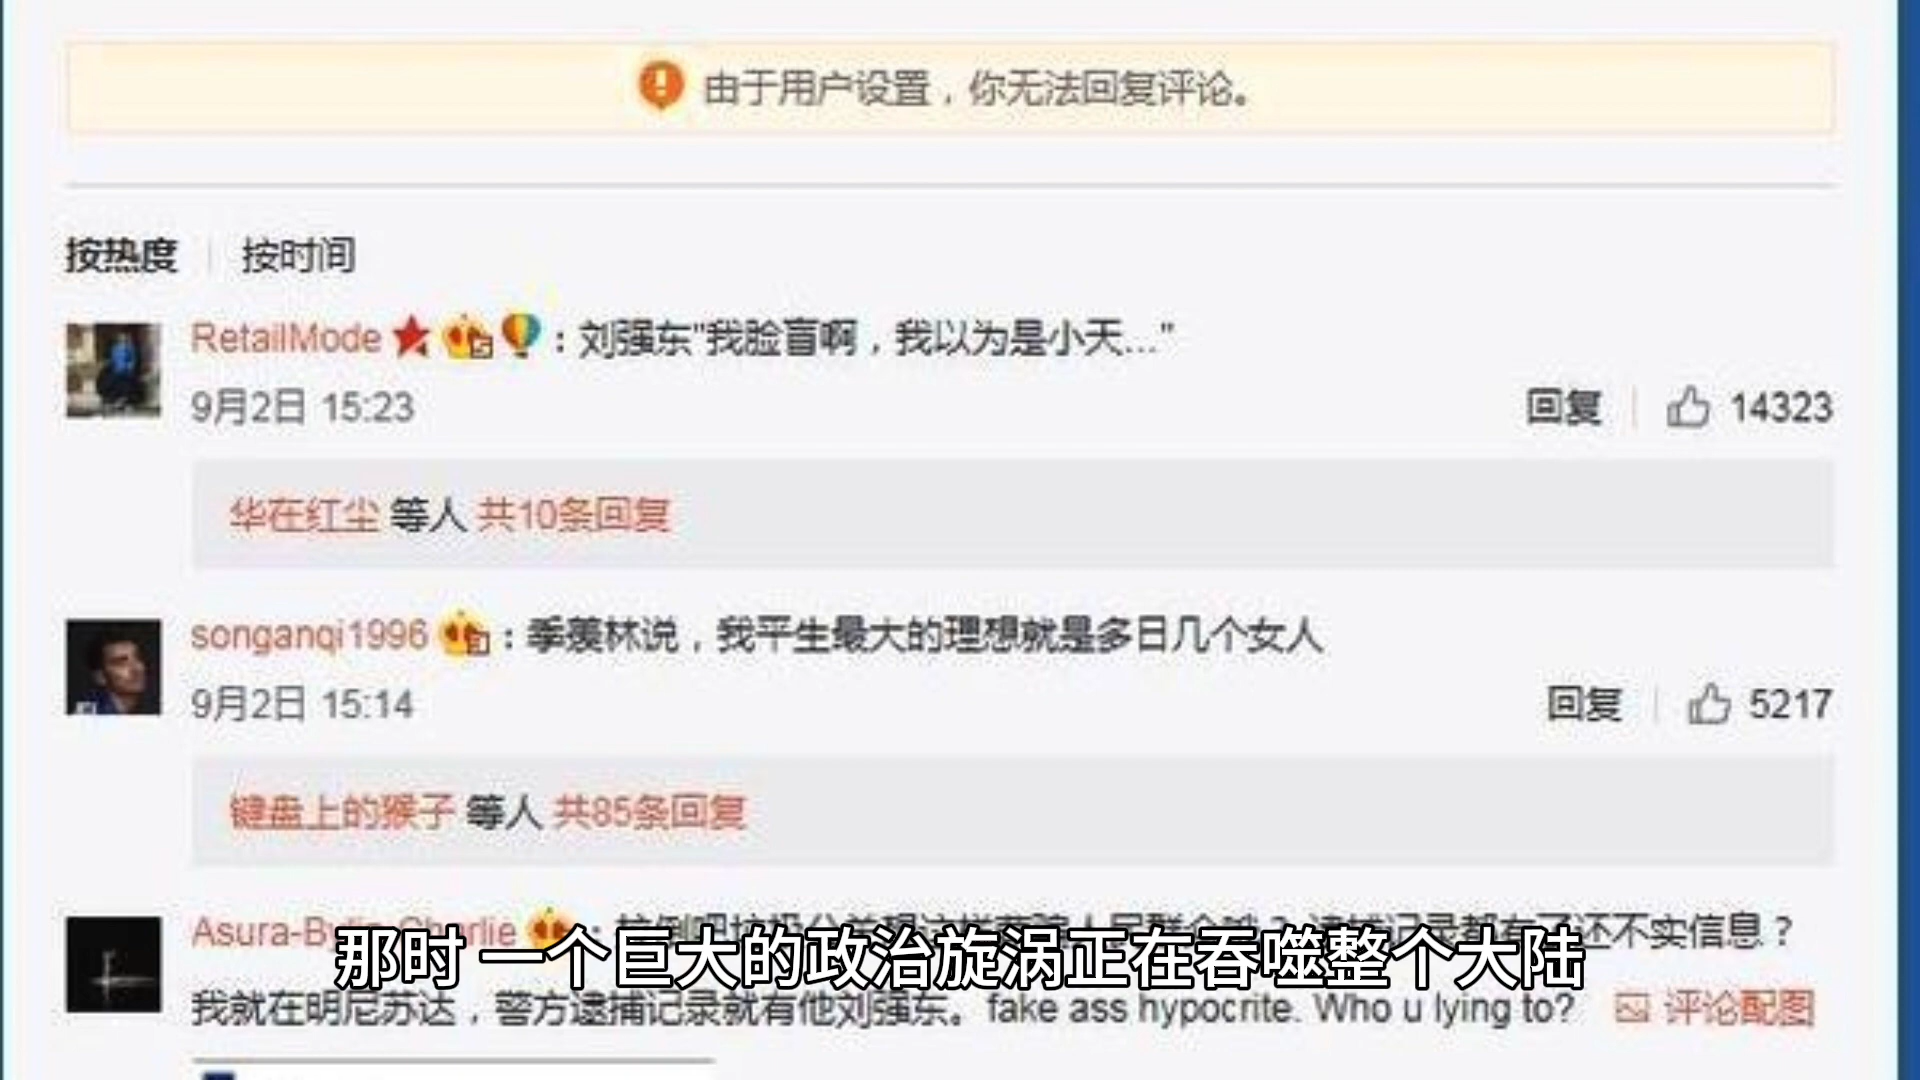 由于用户设置，你无法回复评论。
按热度 | 按时间
RetailMode：刘强东"我脸盲啊，我以为是小天..."
9月2日 15:23
回复 | 14323
华在红尘 等人 共10条回复
songanqi1996：季羡林说，我平生最大的理想就是多日几个女人
9月2日 15:14
回复 | 5217
键盘上的猴子 等人 共85条回复
都有了还不实信息？
那时 一个巨大的政治旋涡正在吞噬整个大陆
我就在明尼苏达，警方逮捕记录就有他刘强东。fake ass hypocrite. Who u lying to? 评论配图